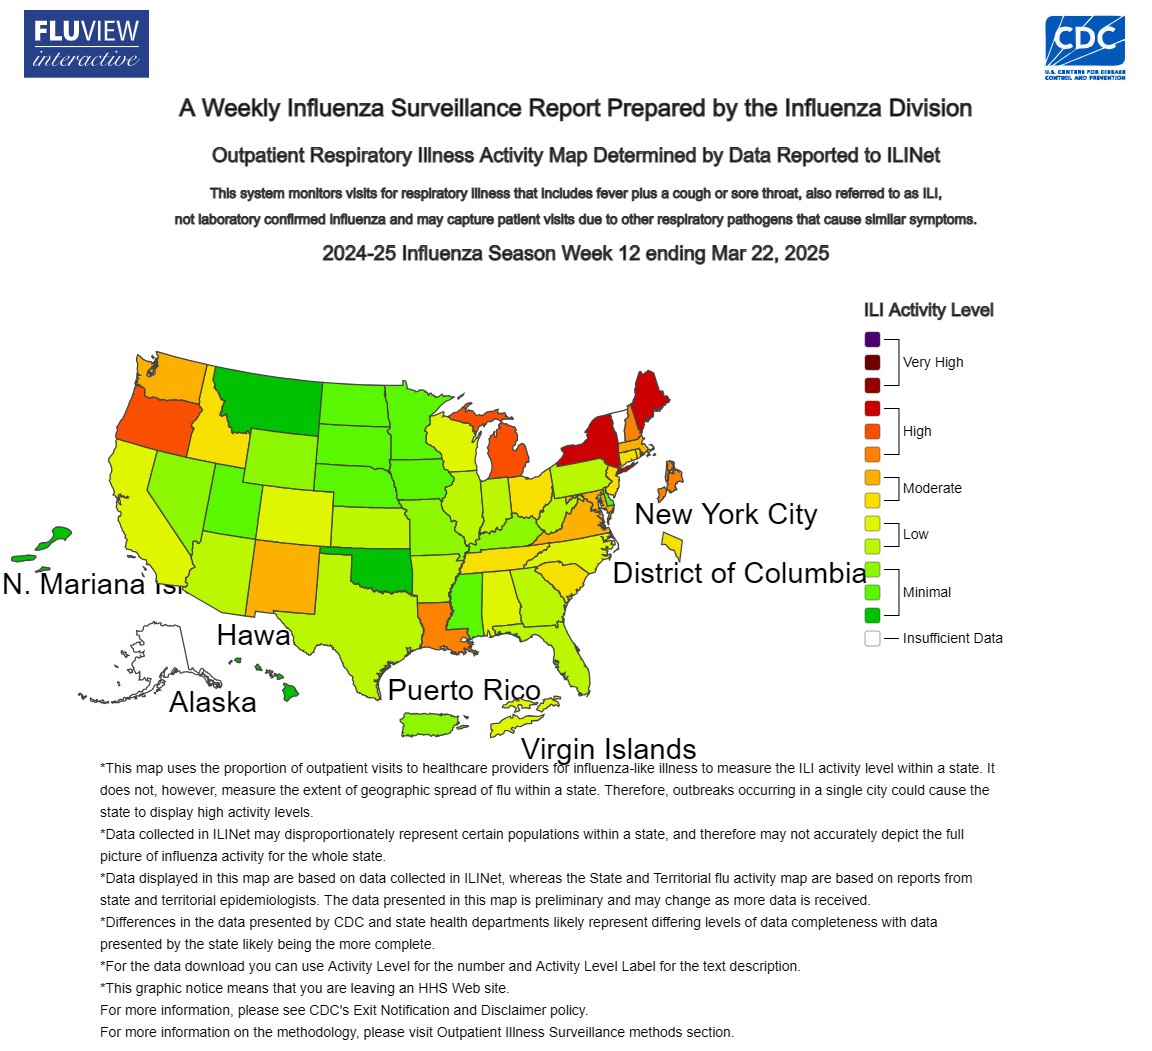 FLUVIEW
interactive
CDC
U.S. CENTERS FOR DISEASE
CONTROL AND PREVENTION
A Weekly Influenza Surveillance Report Prepared by the Influenza Division
Outpatient Respiratory Illness Activity Map Determined by Data Reported to ILINet
This system monitors visits for respiratory illness that includes fever plus a cough or sore throat, also referred to as ILI,
not laboratory confirmed influenza and may capture patient visits due to other respiratory pathogens that cause similar symptoms.
2024-25 Influenza Season Week 12 ending Mar 22, 2025
ILI Activity Level
Very High
High
Moderate
Low
Minimal
Insufficient Data
New York City
District of Columbia
N. Mariana Isl
Hawa
Alaska
Puerto Rico
Virgin Islands
*This map uses the proportion of outpatient visits to healthcare providers for influenza-like illness to measure the ILI activity level within a state. It
does not, however, measure the extent of geographic spread of flu within a state. Therefore, outbreaks occurring in a single city could cause the
state to display high activity levels.
*Data collected in ILINet may disproportionately represent certain populations within a state, and therefore may not accurately depict the full
picture of influenza activity for the whole state.
*Data displayed in this map are based on data collected in ILINet, whereas the State and Territorial flu activity map are based on reports from
state and territorial epidemiologists. The data presented in this map is preliminary and may change as more data is received.
*Differences in the data presented by CDC and state health departments likely represent differing levels of data completeness with data
presented by the state likely being the more complete.
*For the data download you can use Activity Level for the number and Activity Level Label for the text description.
*This graphic notice means that you are leaving an HHS Web site.
For more information, please see CDC's Exit Notification and Disclaimer policy.
For more information on the methodology, please visit Outpatient Illness Surveillance methods section.